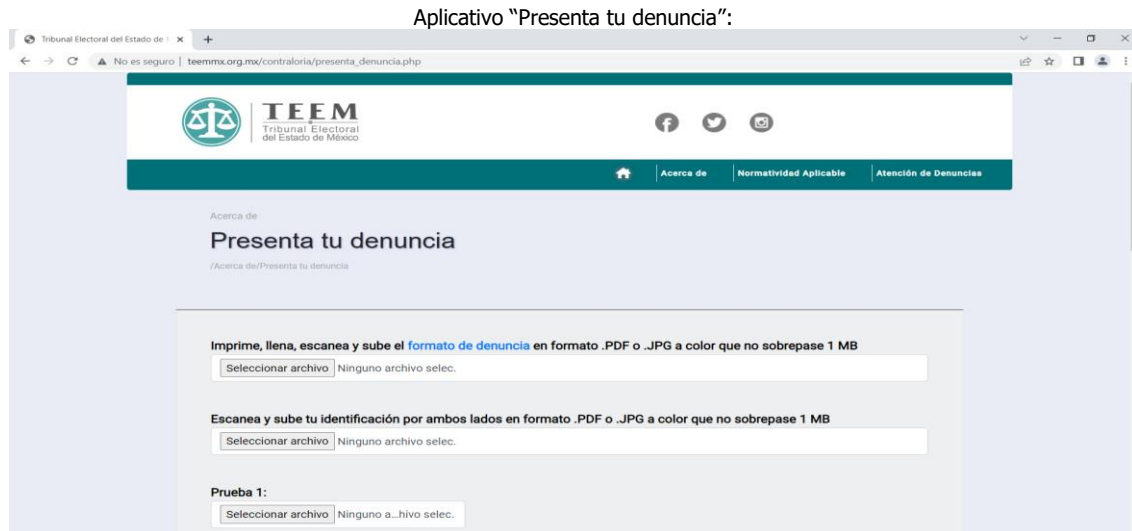 Aplicativo “Presenta tu denuncia”:
Tribunal Electoral del Estado de
No es seguro | teemmx.org.mx/contraloria/presenta_denuncia.php
TEEM
Tribunal Electoral
del Estado de México
Acerca de
Normatividad Aplicable
Atención de Denuncias
Acerca de
Presenta tu denuncia
/Acerca de/Presenta tu denuncia
Imprime, llena, escanea y sube el formato de denuncia en formato .PDF o .JPG a color que no sobrepase 1 MB
Seleccionar archivo Ninguno archivo selec.
Escanea y sube tu identificación por ambos lados en formato .PDF o .JPG a color que no sobrepase 1 MB
Seleccionar archivo Ninguno archivo selec.
Prueba 1:
Seleccionar archivo Ninguno a...hivo selec.